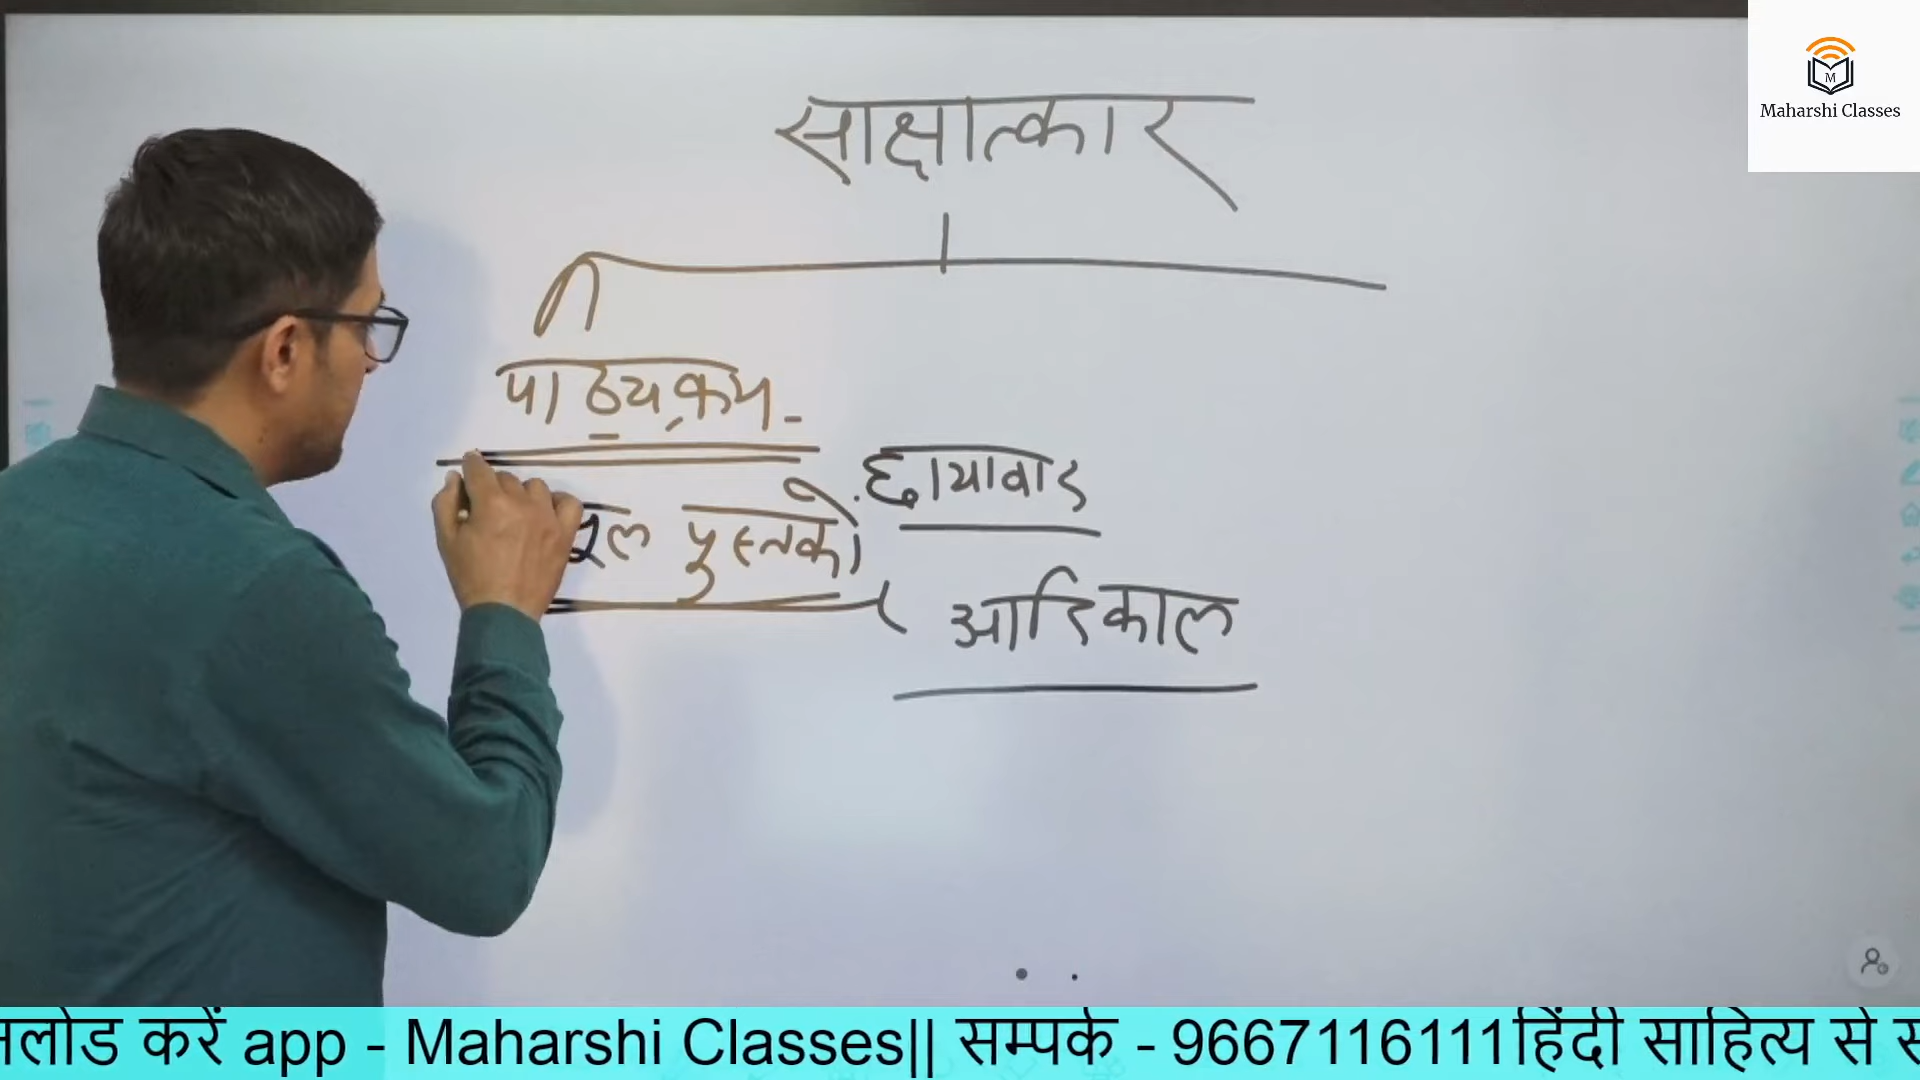 M
Maharshi Classes
साक्षात्कार
पाठ्यक्रम -
छायावाद
पुस्तकों
आदिकाल
लोड करें app - Maharshi Classes|| सम्पर्क - 9667116111हिंदी साहित्य से